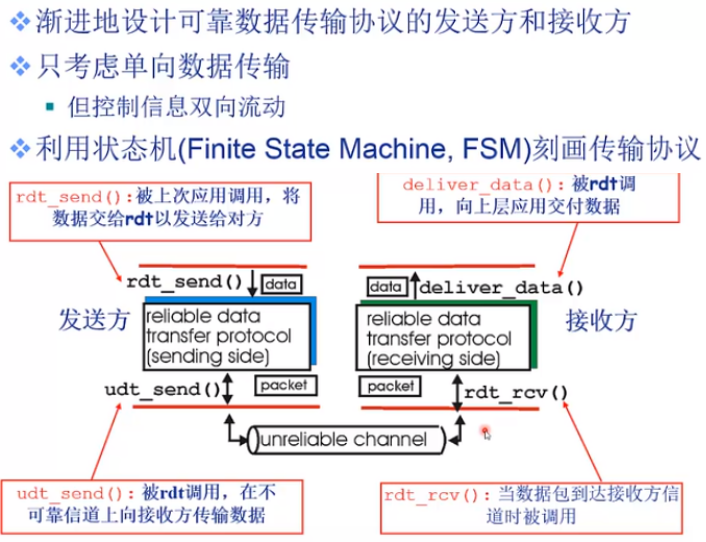 渐进地设计可靠数据传输协议的发送方和接收方
只考虑单向数据传输
但控制信息双向流动
利用状态机(Finite State Machine, FSM)刻画传输协议
rdt_send():被上次应用调用，将
数据交给rdt以发送给对方
deliver_data():被rdt调
用，向上层应用交付数据
rdt_send()
data
data
deliver_data()
发送方
reliable data
transfer protocol
(sending side)
reliable data
transfer protocol
(receiving side)
接收方
udt_send()
packet
packet
rdt_rcv()
unreliable channel
udt_send():被rdt调用，在不
可靠信道上向接收方传输数据
rdt_rcv():当数据包到达接收方信
道时被调用